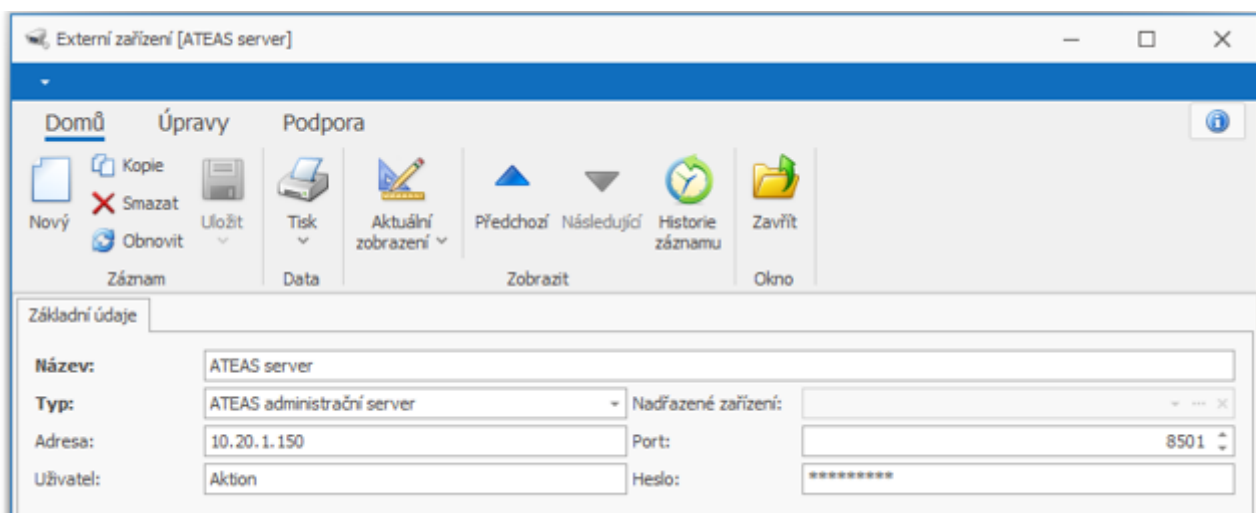 Externí zařízení [ATEAS server]
Domů Úpravy Podpora
Nový
Kopie
Smazat
Obnovit
Uložit
Tisk
Aktuální
zobrazení
Předchozí
Následující
Historie
záznamu
Zavřít
Záznam Data Zobrazit Okno
Základní údaje
Název: ATEAS server
Typ: ATEAS administrační server Nadřazené zařízení:
Adresa: 10.20.1.150 Port: 8501
Uživatel: Aktion Heslo: *********